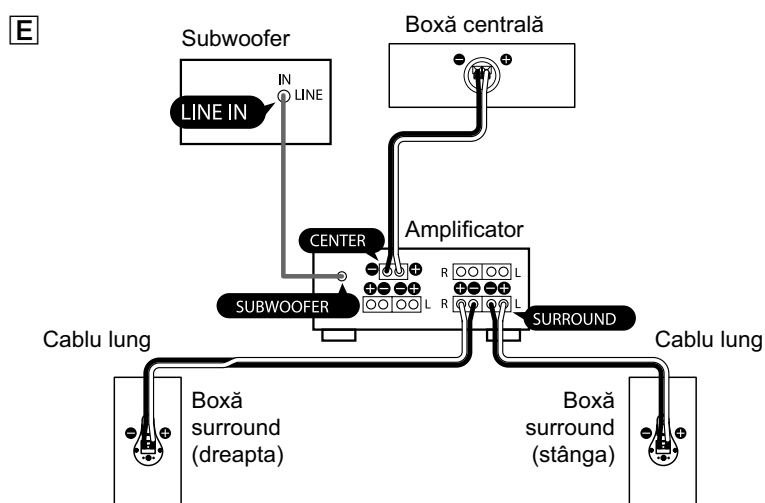 E
Subwoofer
Boxă centrală
IN
LINE
LINE IN
Amplificator
CENTER
R L
SUBWOOFER
L R L
SURROUND
Cablu lung
Cablu lung
Boxă
surround
(dreapta)
Boxă
surround
(stânga)